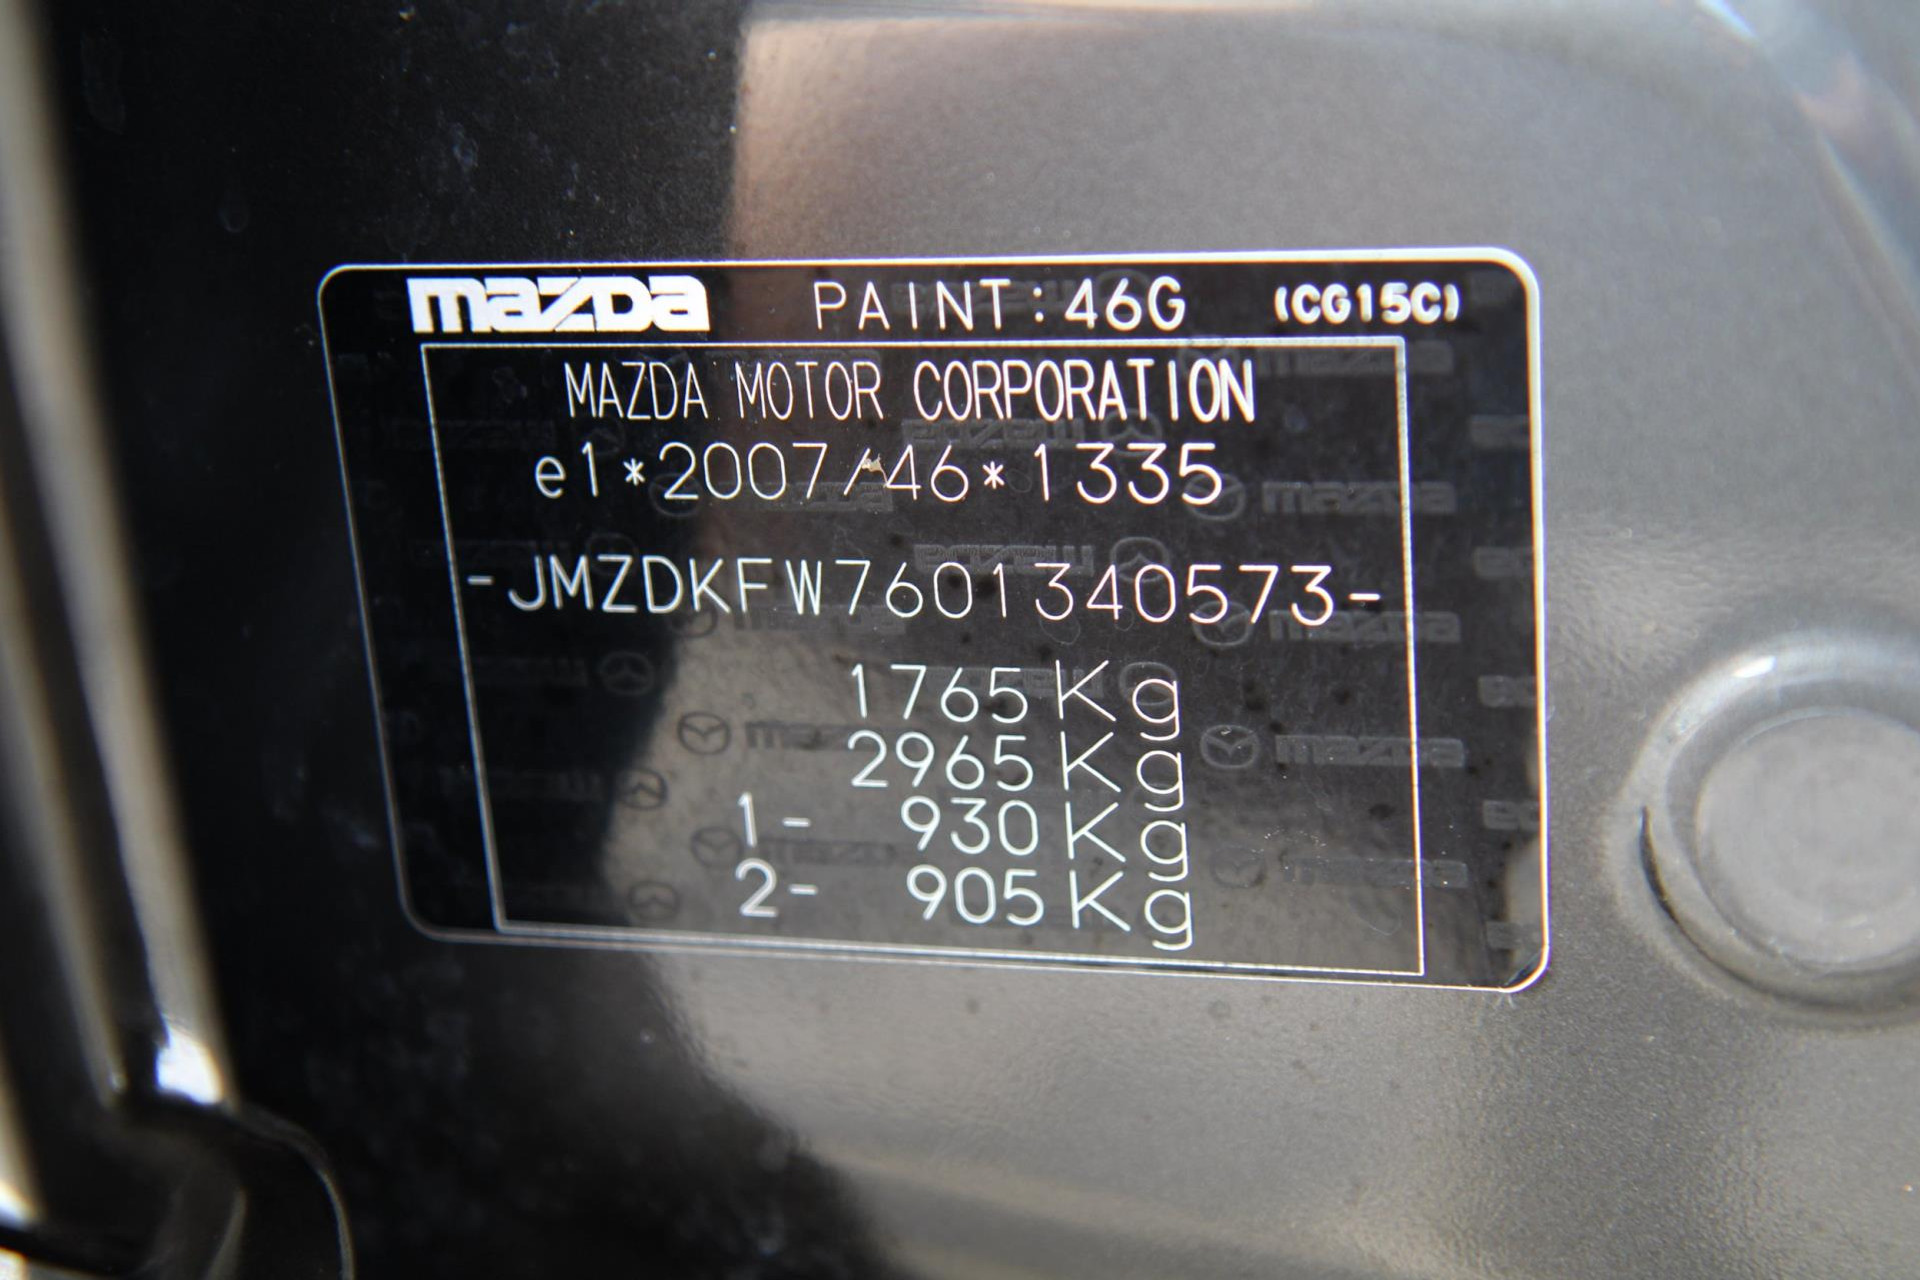 mazda PAINT:46G (CG15C)
MAZDA MOTOR CORPORATION
e1*2007/46*1335
-JMZDKFW7601340573-
1765Kg
2965Kg
1- 930Kg
2- 905Kg